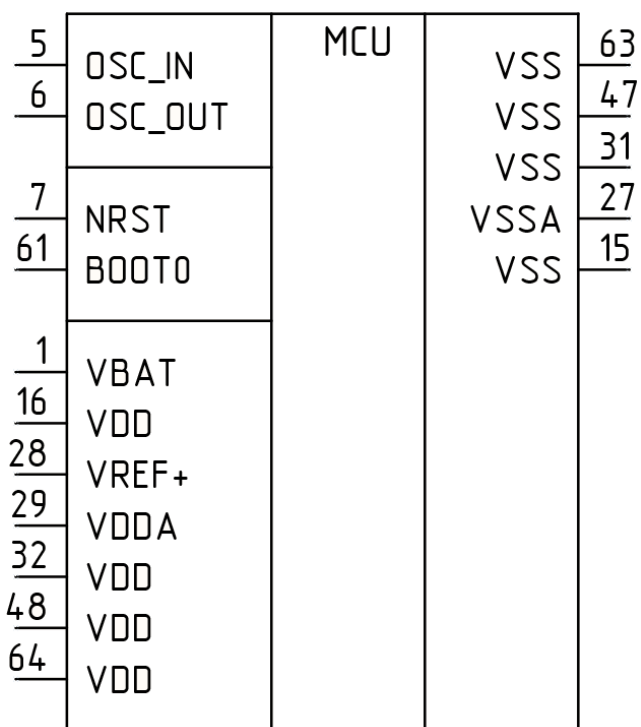 MCU
5 OSC_IN VSS 63
6 OSC_OUT VSS 47
VSS 31
7 NRST VSSA 27
61 BOOT0 VSS 15
1 VBAT
16 VDD
28 VREF+
29 VDDA
32 VDD
48 VDD
64 VDD